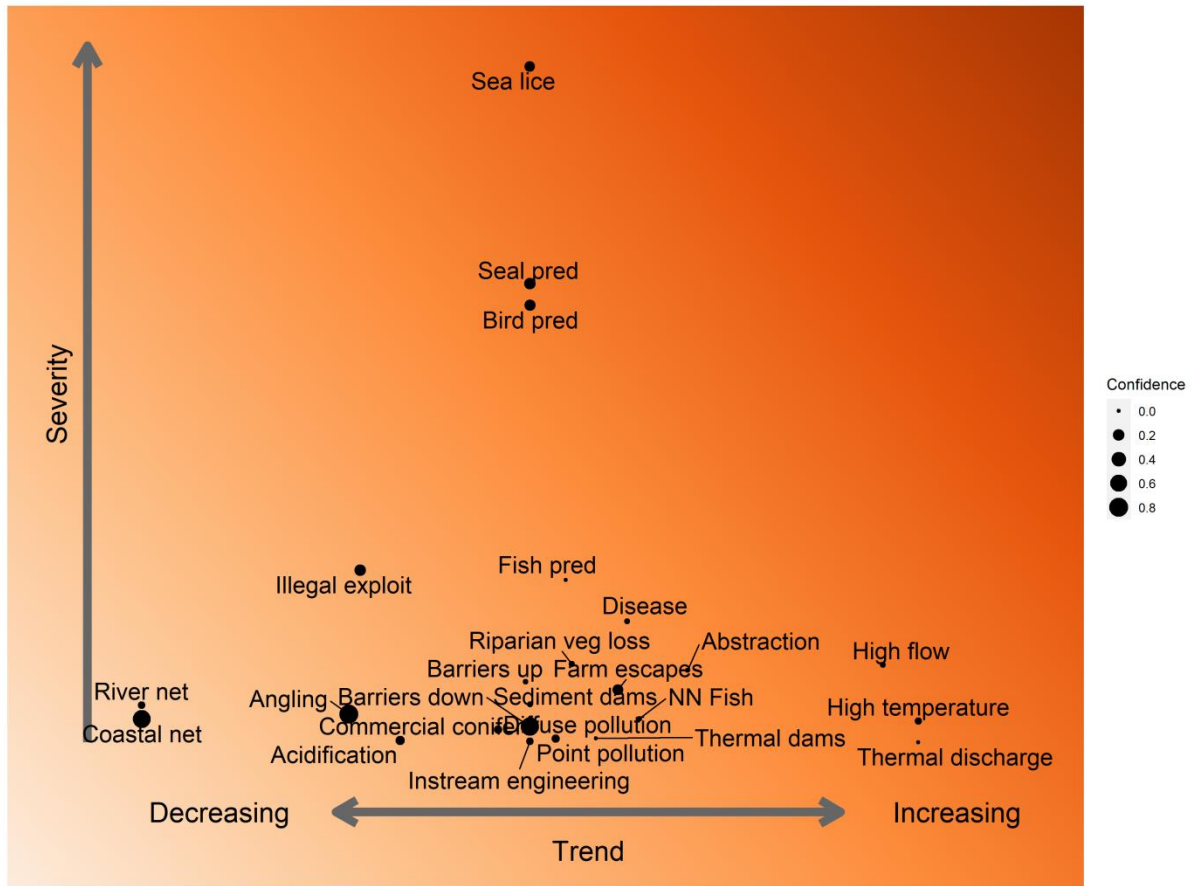 Sea lice
Seal pred
Bird pred
Severity
Fish pred
Illegal exploit
Disease
Riparian veg loss
Abstraction
High flow
Barriers up
Farm escapes
River net
Angling
Barriers down
Sediment dams
NN Fish
High temperature
Coastal net
Commercial conifer
Diffuse pollution
Thermal dams
Acidification
Point pollution
Thermal discharge
Instream engineering
Decreasing
Increasing
Trend
Confidence
0.0
0.2
0.4
0.6
0.8